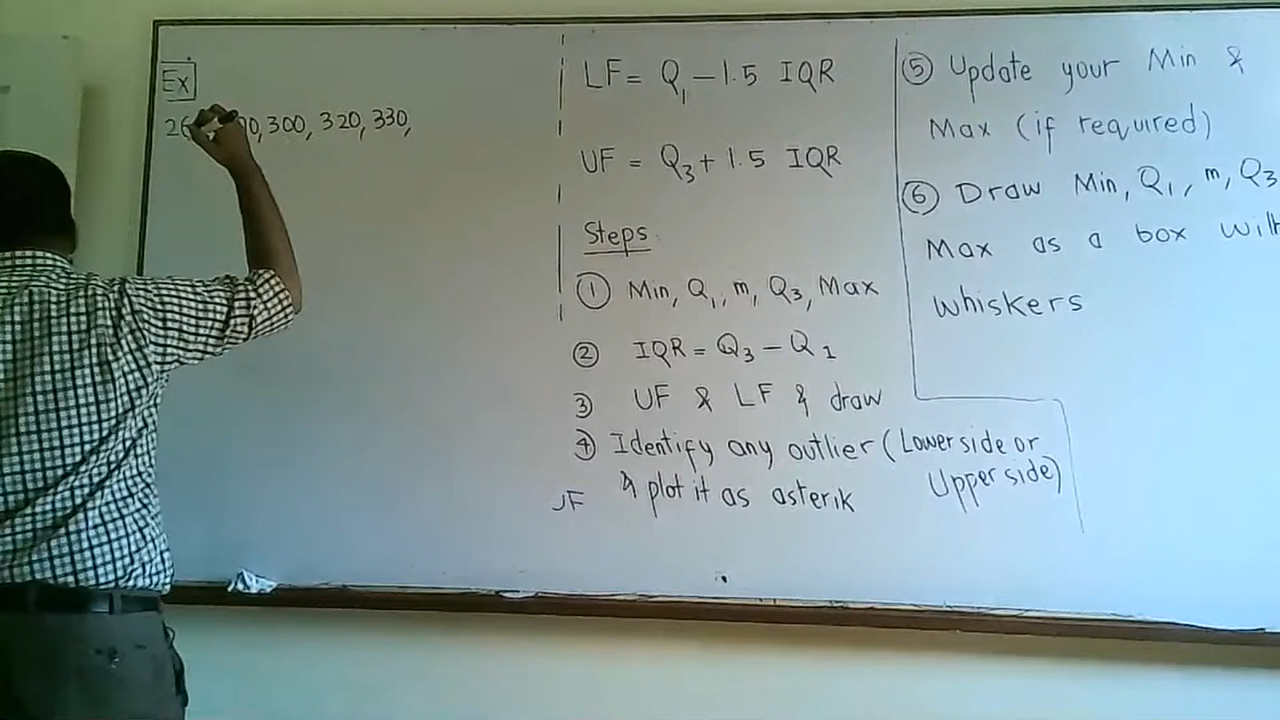 Ex
300, 320, 330,
LF = Q1 - 1.5 IQR
UF = Q3 + 1.5 IQR
Steps
① Min, Q1, m, Q3, Max
② IQR = Q3 - Q1
③ UF & LF & draw
④ Identify any outlier (Lower side or
Upper side)
& plot it as asterik
UF
⑤ Update your Min &
Max (if required)
⑥ Draw Min, Q1, m, Q3
Max as a box with
whiskers